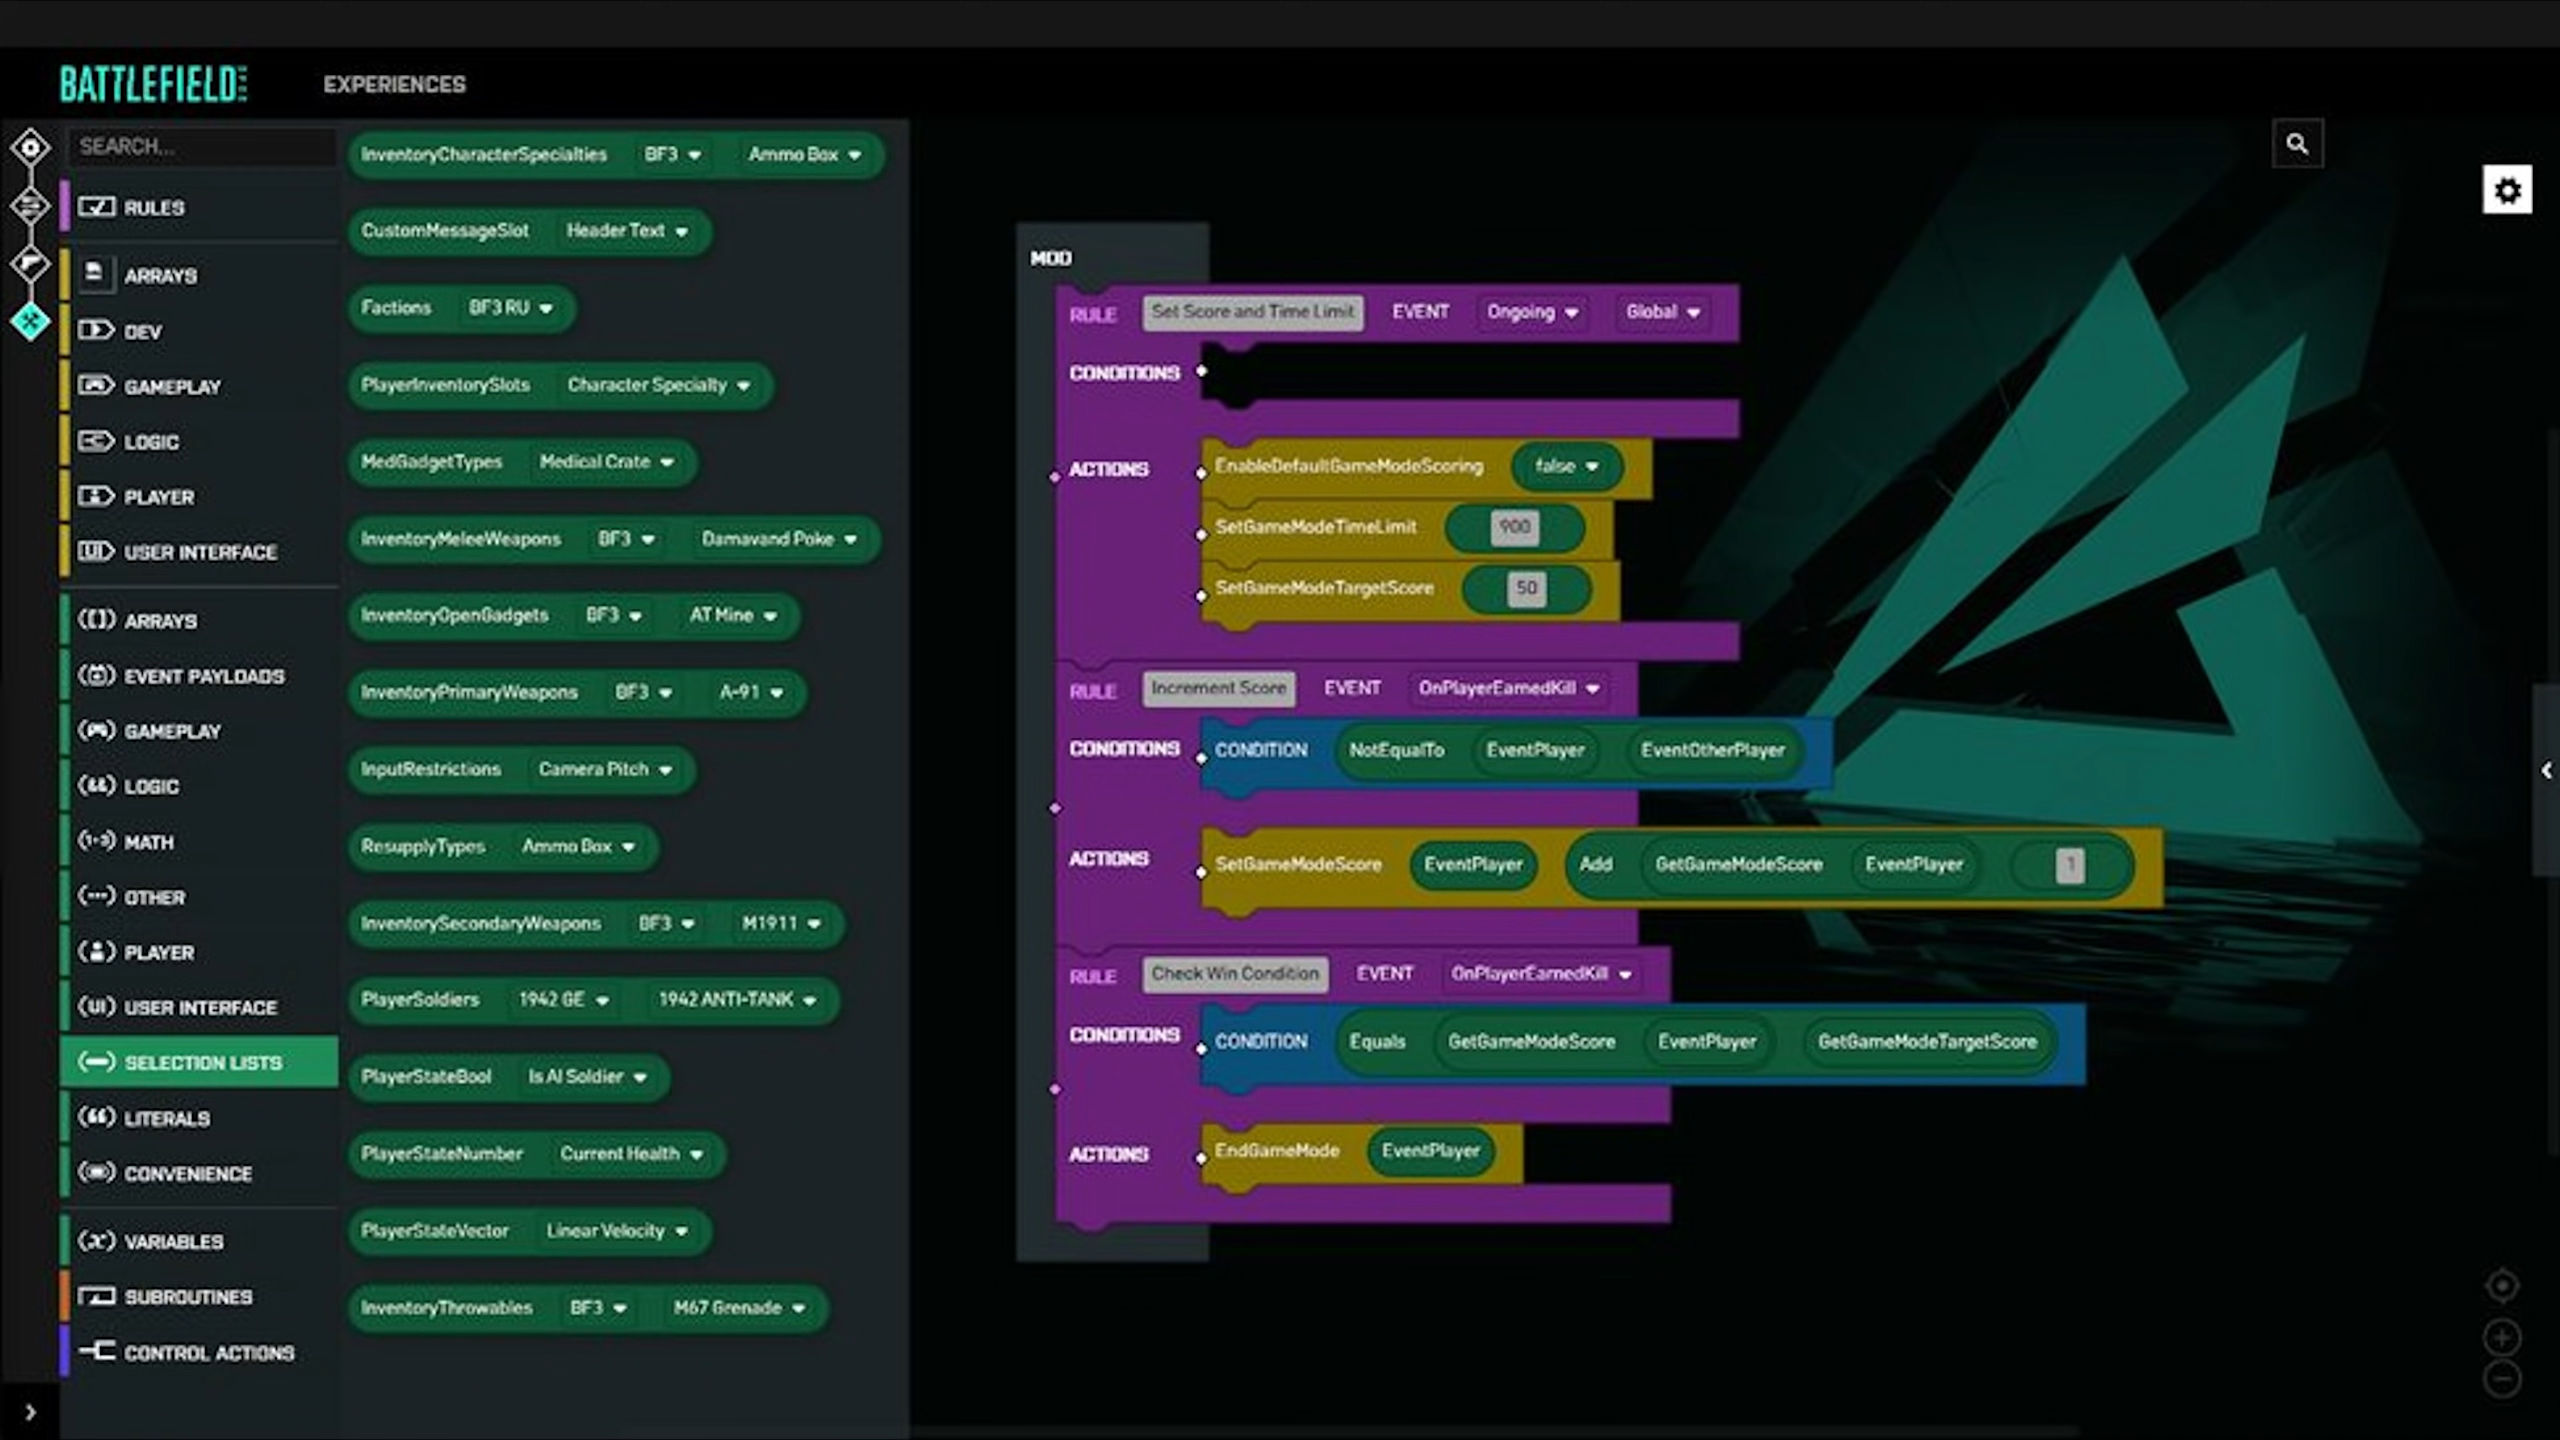 BATTLEFIELD
EXPERIENCES
SEARCH...
RULES
ARRAYS
DEV
GAMEPLAY
LOGIC
PLAYER
USER INTERFACE
ARRAYS
EVENT PAYLOADS
GAMEPLAY
LOGIC
MATH
OTHER
PLAYER
USER INTERFACE
SELECTION LISTS
LITERALS
CONVENIENCE
VARIABLES
SUBROUTINES
CONTROL ACTIONS
InventoryCharacterSpecialties BF3 Ammo Box
CustomMessageSlot Header Text
Factions BF3 RU
PlayerInventorySlots Character Specialty
MedGadgetTypes Medical Crate
InventoryMeleeWeapons BF3 Damavand Poke
InventoryOpenGadgets BF3 AT Mine
InventoryPrimaryWeapons BF3 A-91
InputRestrictions Camera Pitch
ResupplyTypes Ammo Box
InventorySecondaryWeapons BF3 M1911
PlayerSoldiers 1942 GE 1942 ANTI-TANK
PlayerStateBool Is AI Soldier
PlayerStateNumber Current Health
PlayerStateVector Linear Velocity
InventoryThrowables BF3 M67 Grenade
MOD
RULE Set Score and Time Limit EVENT Ongoing Global
CONDITIONS
ACTIONS EnableDefaultGameModeScoring false
SetGameModeTimeLimit 900
SetGameModeTargetScore 50
RULE Increment Score EVENT OnPlayerEarnedKill
CONDITIONS CONDITION NotEqualTo EventPlayer EventOtherPlayer
ACTIONS SetGameModeScore EventPlayer Add GetGameModeScore EventPlayer 1
RULE Check Win Condition EVENT OnPlayerEarnedKill
CONDITIONS CONDITION Equals GetGameModeScore EventPlayer GetGameModeTargetScore
ACTIONS EndGameMode EventPlayer